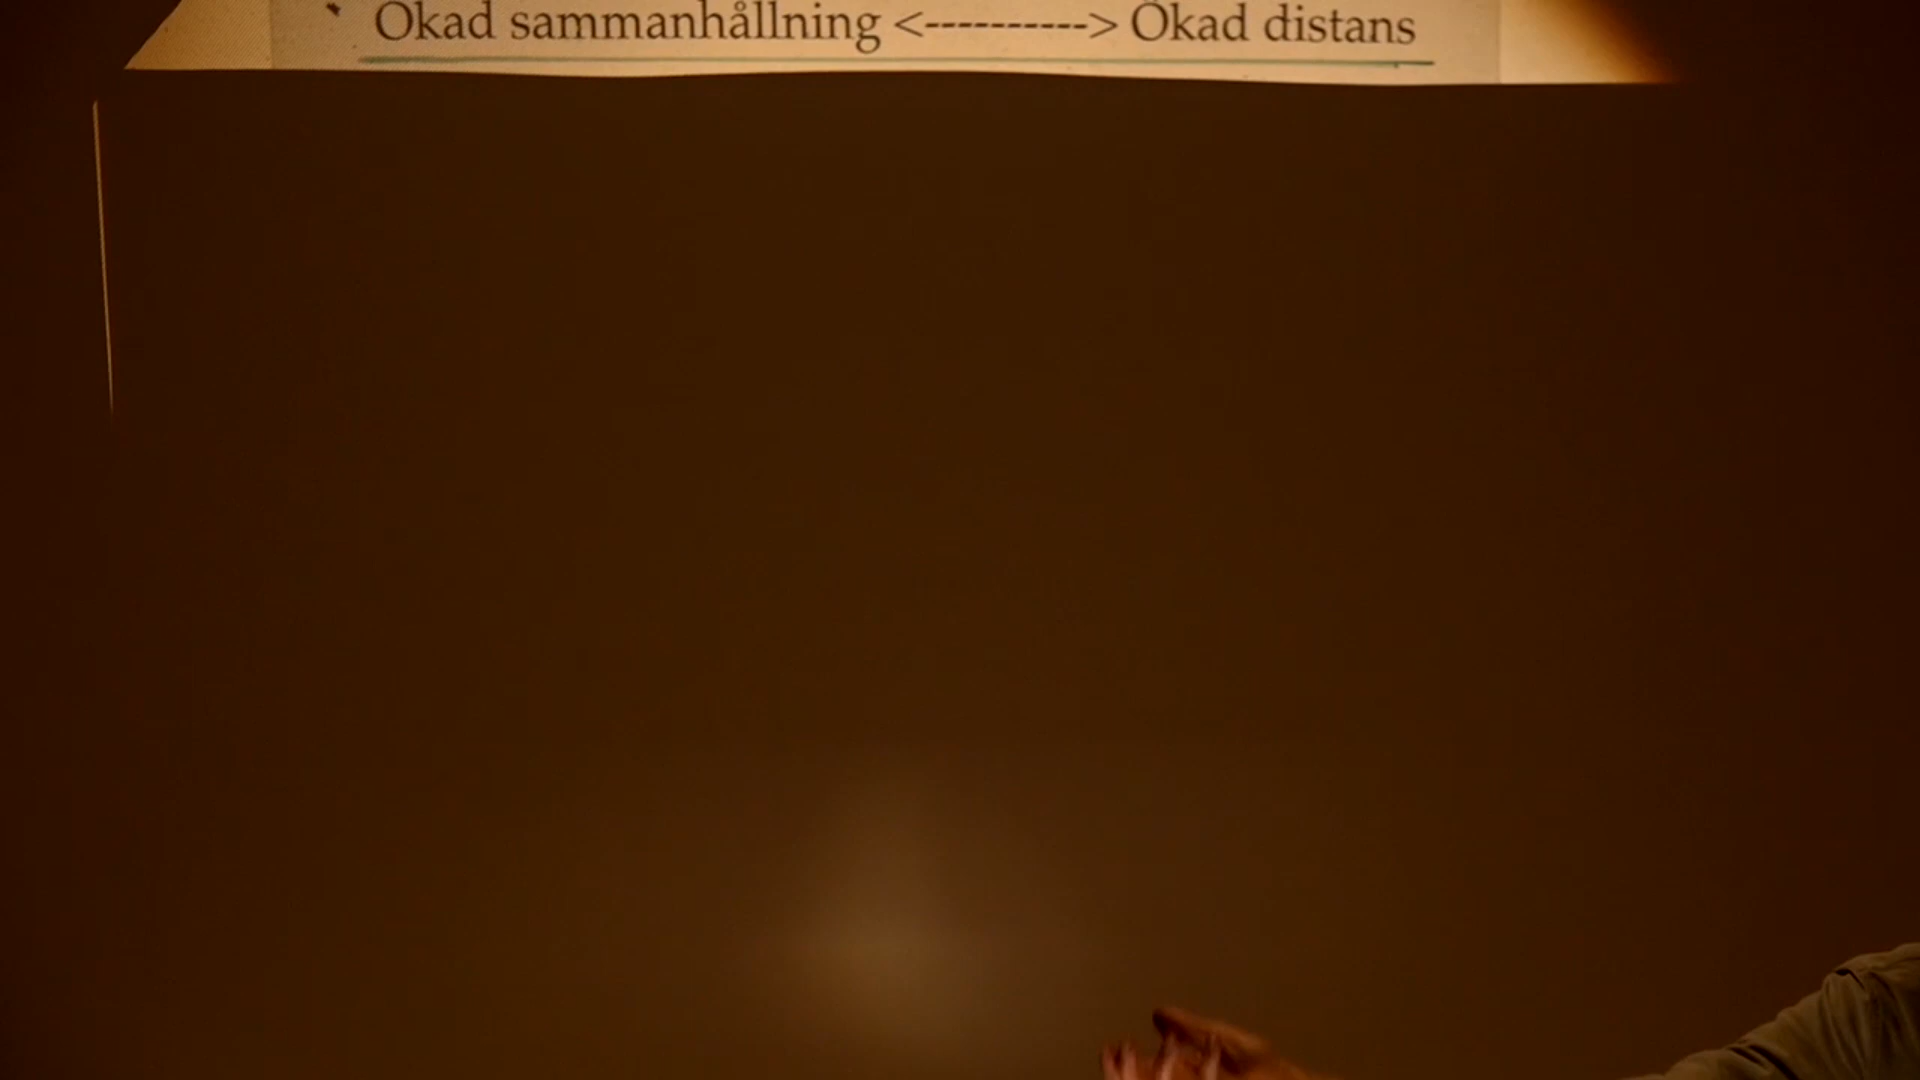 Ökad sammanhållning <----------> Ökad distans